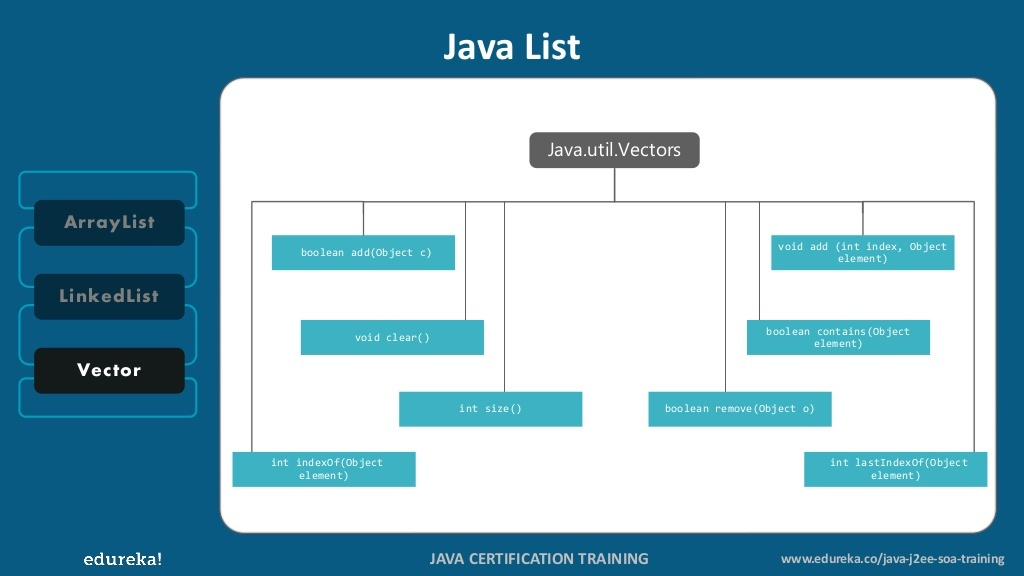 Java List
ArrayList
LinkedList
Vector
Java.util.Vectors
boolean add(Object c)
void add (int index, Object
element)
void clear()
boolean contains(Object
element)
int size()
boolean remove(Object o)
int indexOf(Object
element)
int lastIndexOf(Object
element)
edureka!
JAVA CERTIFICATION TRAINING
www.edureka.co/java-j2ee-soa-training